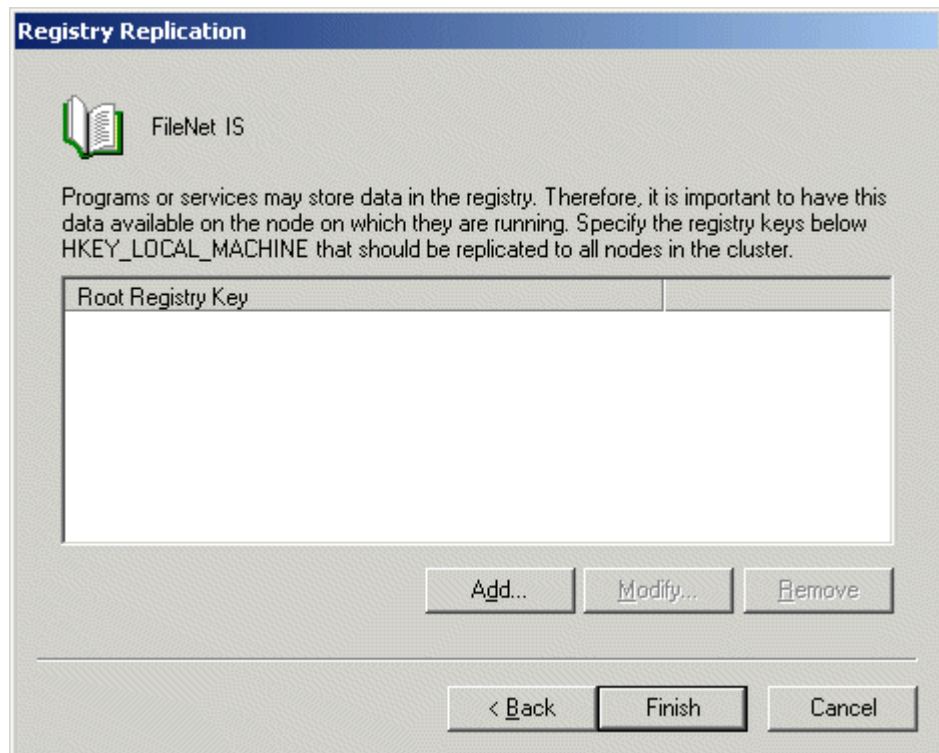 Registry Replication
FileNet IS
Programs or services may store data in the registry. Therefore, it is important to have this
data available on the node on which they are running. Specify the registry keys below
HKEY_LOCAL_MACHINE that should be replicated to all nodes in the cluster.
Root Registry Key
Add... Modify... Remove
< Back Finish Cancel